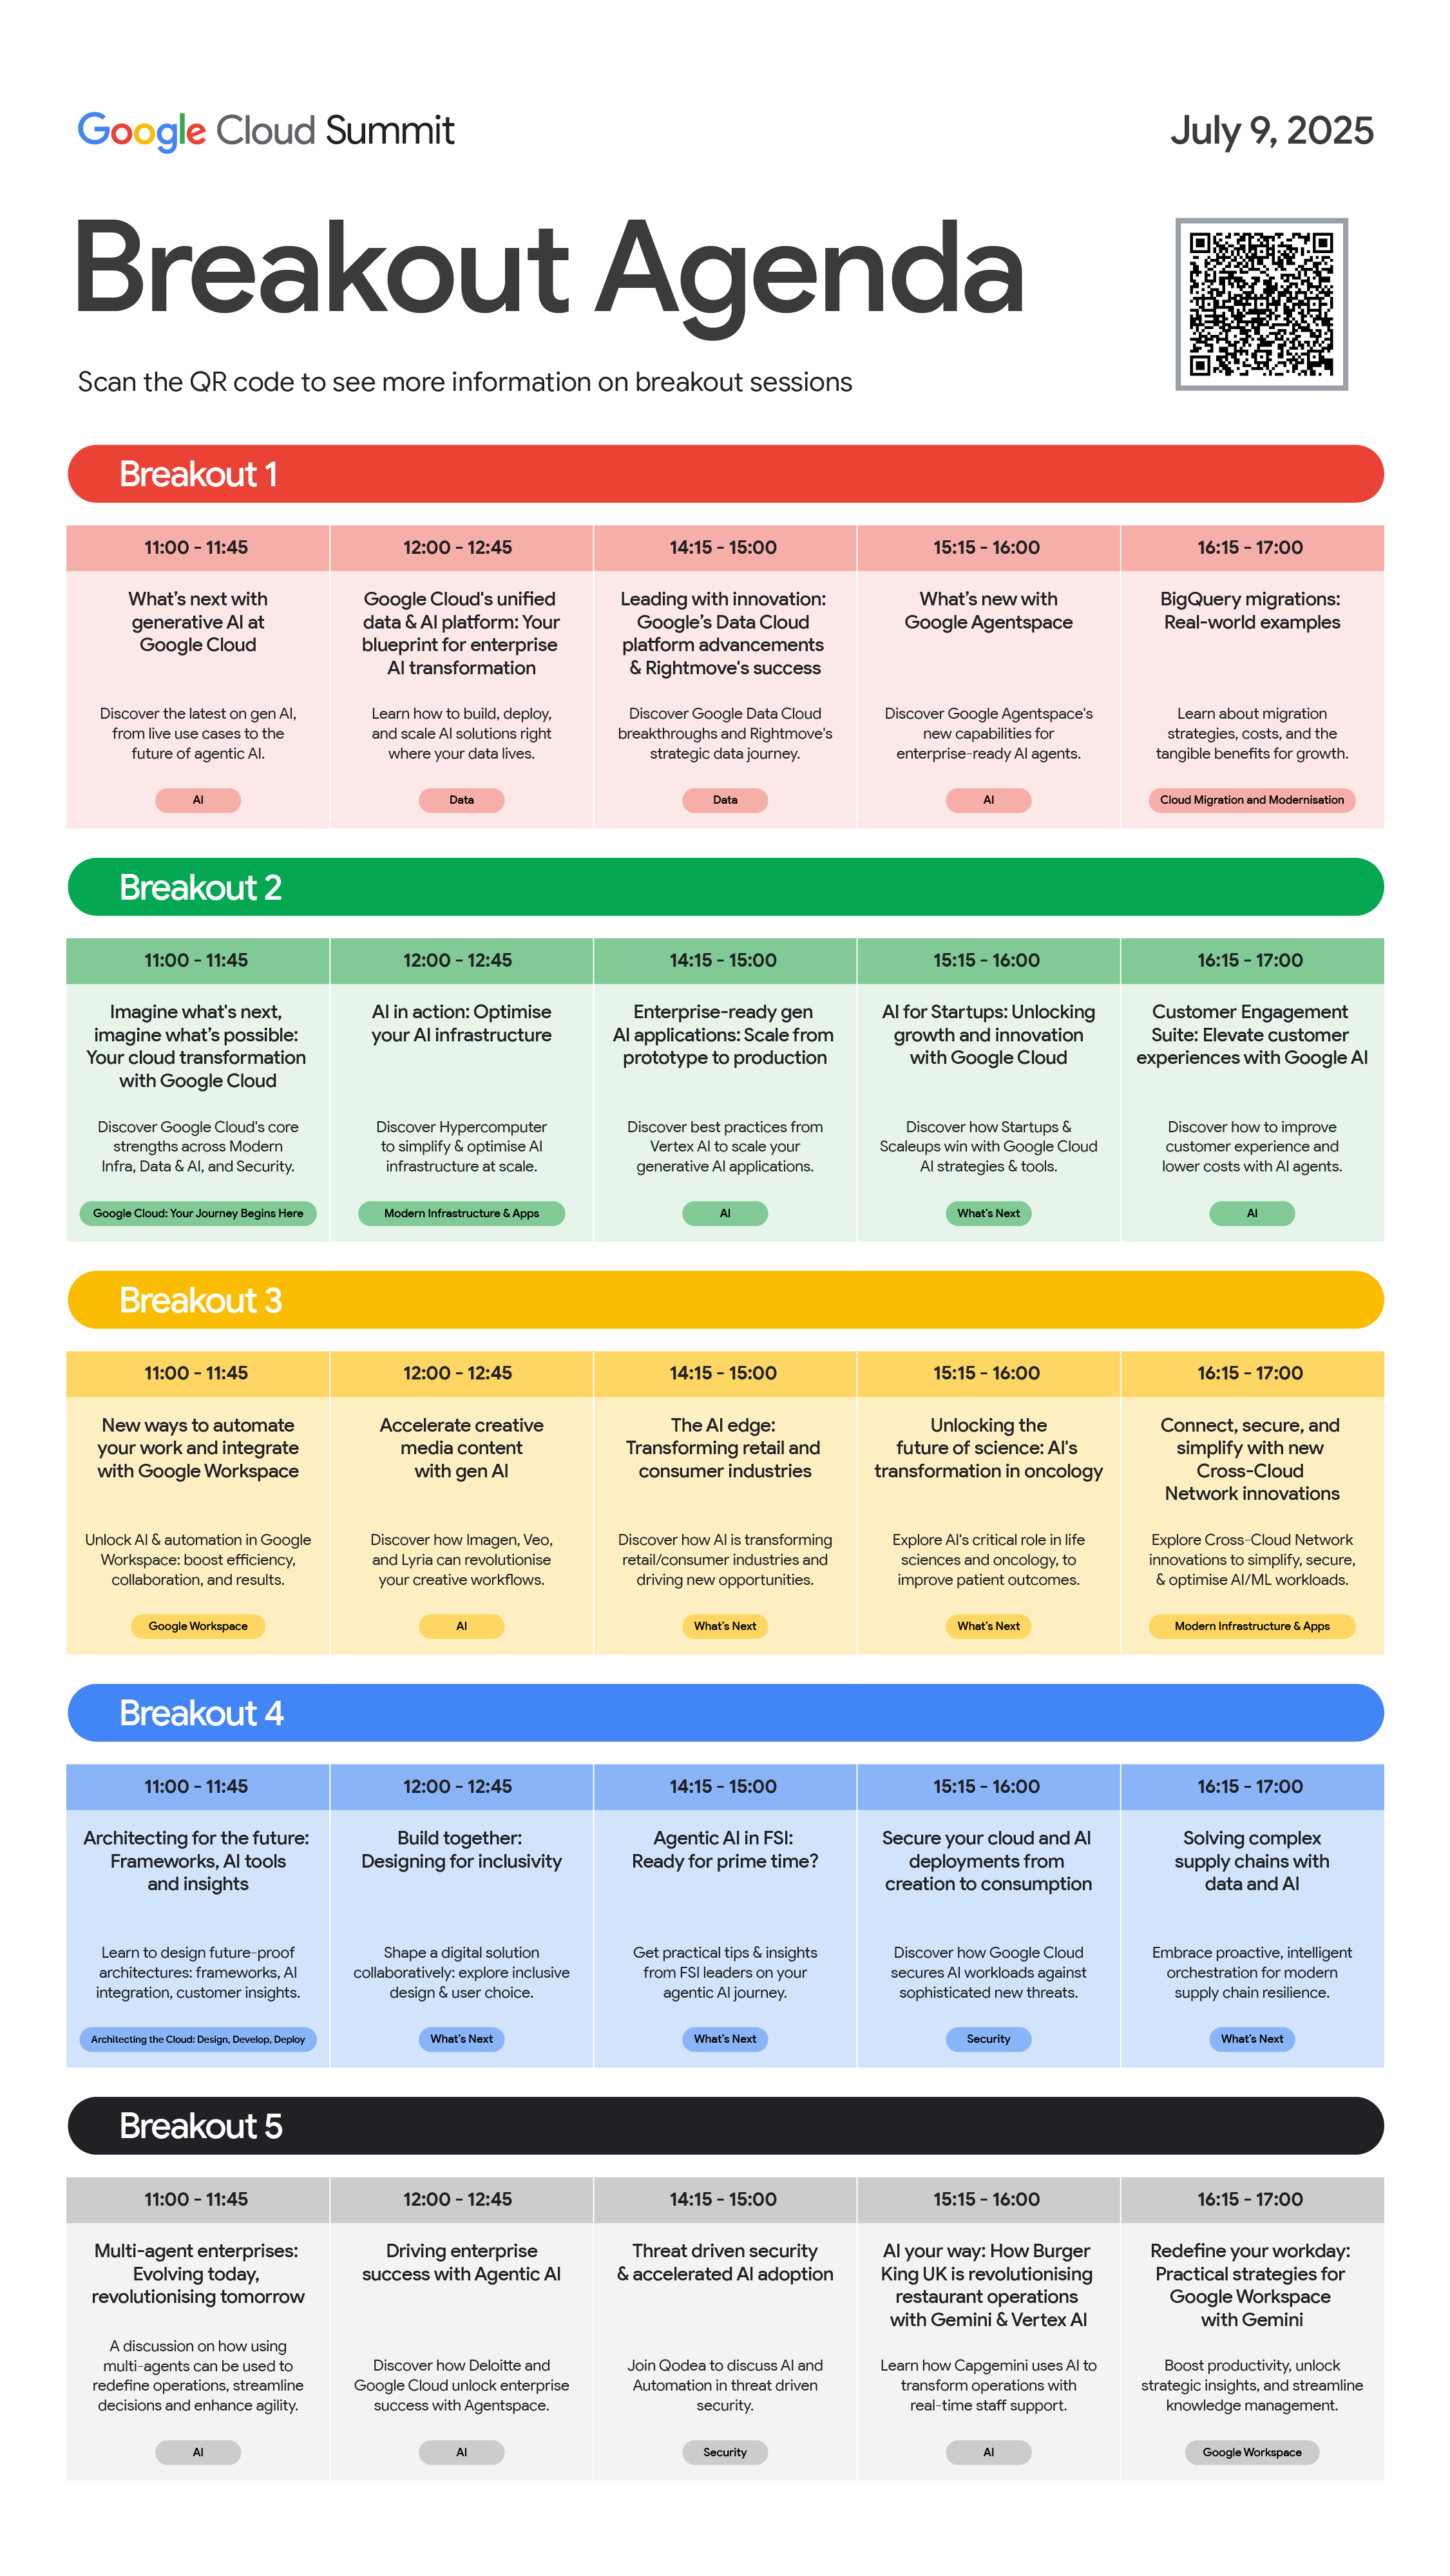 Google Cloud Summit
July 9, 2025
Breakout Agenda
Scan the QR code to see more information on breakout sessions
Breakout 1
11:00 - 11:45
What’s next with
generative AI at
Google Cloud
Discover the latest on gen AI,
from live use cases to the
future of agentic AI.
AI
12:00 - 12:45
Google Cloud's unified
data & AI platform: Your
blueprint for enterprise
AI transformation
Learn how to build, deploy,
and scale AI solutions right
where your data lives.
Data
14:15 - 15:00
Leading with innovation:
Google’s Data Cloud
platform advancements
& Rightmove's success
Discover Google Data Cloud
breakthroughs and Rightmove's
strategic data journey.
Data
15:15 - 16:00
What’s new with
Google Agentspace
Discover Google Agentspace's
new capabilities for
enterprise-ready AI agents.
AI
16:15 - 17:00
BigQuery migrations:
Real-world examples
Learn about migration
strategies, costs, and the
tangible benefits for growth.
Cloud Migration and Modernisation
Breakout 2
11:00 - 11:45
Imagine what's next,
imagine what’s possible:
Your cloud transformation
with Google Cloud
Discover Google Cloud's core
strengths across Modern
Infra, Data & AI, and Security.
Google Cloud: Your Journey Begins Here
12:00 - 12:45
AI in action: Optimise
your AI infrastructure
Discover Hypercomputer
to simplify & optimise AI
infrastructure at scale.
Modern Infrastructure & Apps
14:15 - 15:00
Enterprise-ready gen
AI applications: Scale from
prototype to production
Discover best practices from
Vertex AI to scale your
generative AI applications.
AI
15:15 - 16:00
AI for Startups: Unlocking
growth and innovation
with Google Cloud
Discover how Startups &
Scaleups win with Google Cloud
AI strategies & tools.
What's Next
16:15 - 17:00
Customer Engagement
Suite: Elevate customer
experiences with Google AI
Discover how to improve
customer experience and
lower costs with AI agents.
AI
Breakout 3
11:00 - 11:45
New ways to automate
your work and integrate
with Google Workspace
Unlock AI & automation in Google
Workspace: boost efficiency,
collaboration, and results.
Google Workspace
12:00 - 12:45
Accelerate creative
media content
with gen AI
Discover how Imagen, Veo,
and Lyria can revolutionise
your creative workflows.
AI
14:15 - 15:00
The AI edge:
Transforming retail and
consumer industries
Discover how AI is transforming
retail/consumer industries and
driving new opportunities.
What's Next
15:15 - 16:00
Unlocking the
future of science: AI's
transformation in oncology
Explore AI's critical role in life
sciences and oncology, to
improve patient outcomes.
What's Next
16:15 - 17:00
Connect, secure, and
simplify with new
Cross-Cloud
Network innovations
Explore Cross-Cloud Network
innovations to simplify, secure,
& optimise AI/ML workloads.
Modern Infrastructure & Apps
Breakout 4
11:00 - 11:45
Architecting for the future:
Frameworks, AI tools
and insights
Learn to design future-proof
architectures: frameworks, AI
integration, customer insights.
Architecting the Cloud: Design, Develop, Deploy
12:00 - 12:45
Build together:
Designing for inclusivity
Shape a digital solution
collaboratively: explore inclusive
design & user choice.
What's Next
14:15 - 15:00
Agentic AI in FSI:
Ready for prime time?
Get practical tips & insights
from FSI leaders on your
agentic AI journey.
What's Next
15:15 - 16:00
Secure your cloud and AI
deployments from
creation to consumption
Discover how Google Cloud
secures AI workloads against
sophisticated new threats.
Security
16:15 - 17:00
Solving complex
supply chains with
data and AI
Embrace proactive, intelligent
orchestration for modern
supply chain resilience.
What's Next
Breakout 5
11:00 - 11:45
Multi-agent enterprises:
Evolving today,
revolutionising tomorrow
A discussion on how using
multi-agents can be used to
redefine operations, streamline
decisions and enhance agility.
AI
12:00 - 12:45
Driving enterprise
success with Agentic AI
Discover how Deloitte and
Google Cloud unlock enterprise
success with Agentspace.
AI
14:15 - 15:00
Threat driven security
& accelerated AI adoption
Join Qodea to discuss AI and
Automation in threat driven
security.
Security
15:15 - 16:00
AI your way: How Burger
King UK is revolutionising
restaurant operations
with Gemini & Vertex AI
Learn how Capgemini uses AI to
transform operations with
real-time staff support.
AI
16:15 - 17:00
Redefine your workday:
Practical strategies for
Google Workspace
with Gemini
Boost productivity, unlock
strategic insights, and streamline
knowledge management.
Google Workspace